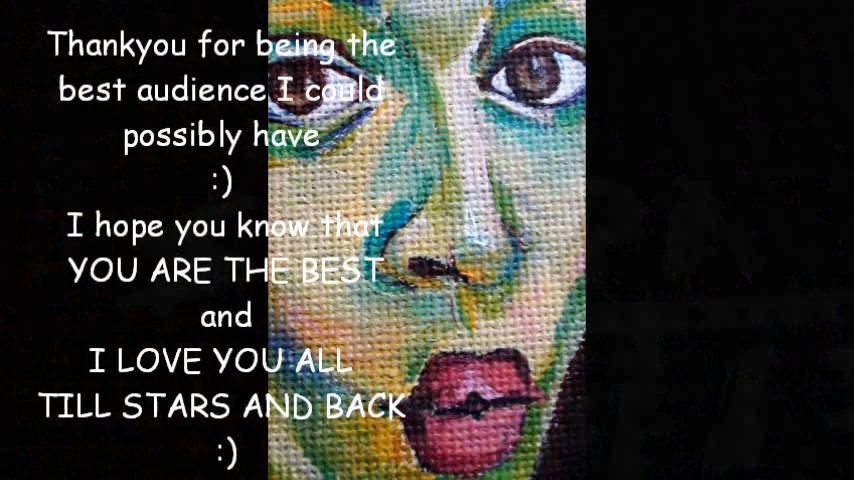 Thankyou for being the
best audience I could
possibly have
:)
I hope you know that
YOU ARE THE BEST
and
I LOVE YOU ALL
TILL STARS AND BACK
:)